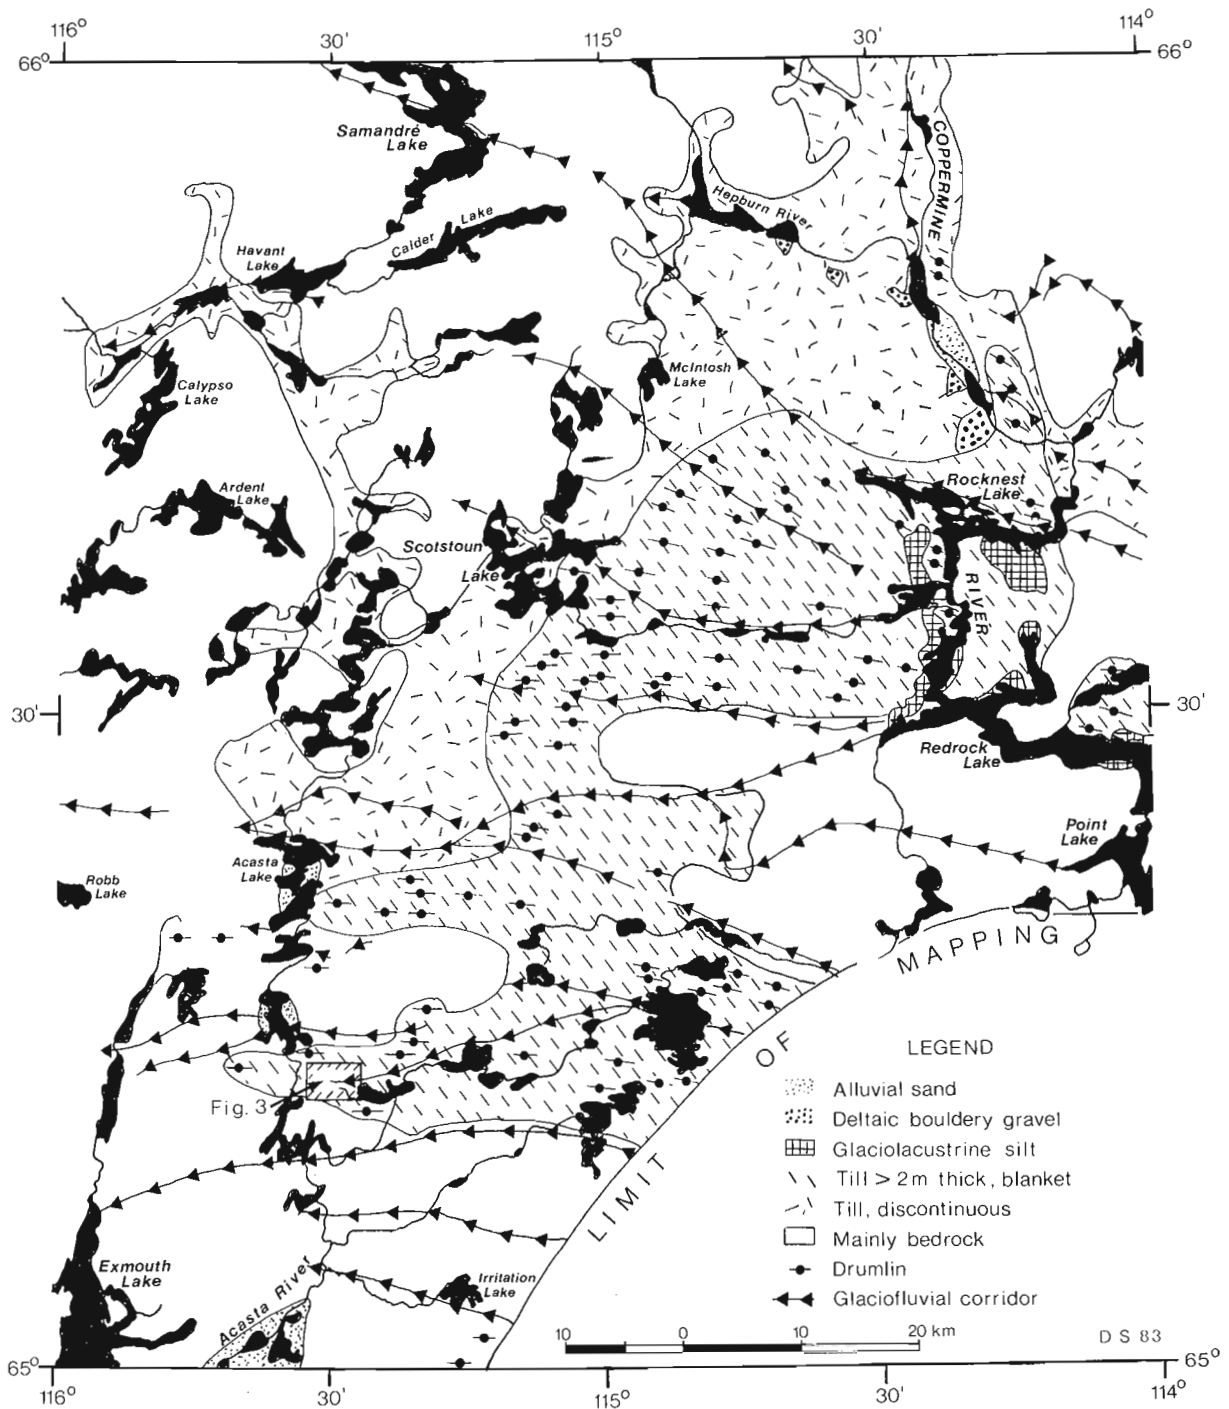 116° 30' 115° 30' 114°
66° 66°
Samandré
Lake
COPPERMINE
Hepburn River
Calder Lake
Havant
Lake
McIntosh
Lake
Calypso
Lake
Rocknest
Lake
Ardent
Lake
Scotstoun
Lake
RIVER
30' 30'
Redrock
Lake
Point
Lake
Acasta
Lake
Robb
Lake
LIMIT OF MAPPING
Fig. 3
LEGEND
Alluvial sand
Deltaic bouldery gravel
Glaciolacustrine silt
Till > 2m thick, blanket
Till, discontinuous
Mainly bedrock
Drumlin
Glaciofluvial corridor
Exmouth
Lake
Acasta River
Irritation
Lake
10 0 10 20 km
D S 83
65° 65°
116° 30' 115° 30' 114°